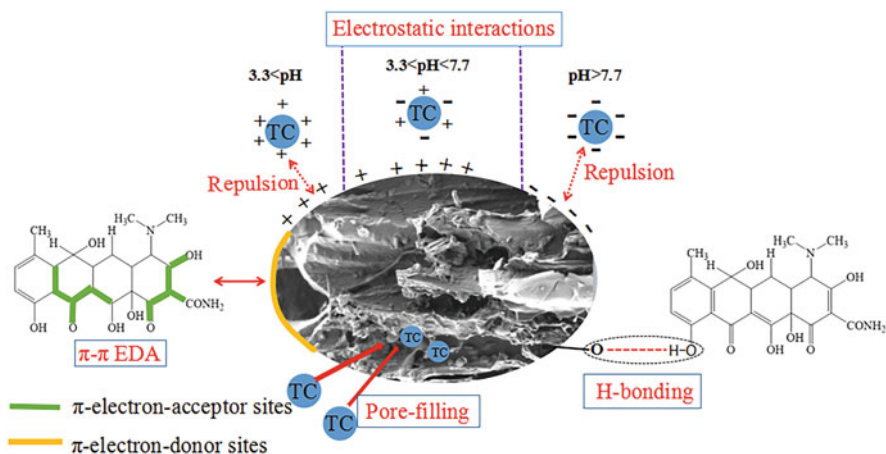 Electrostatic interactions
3.3<pH
3.3<pH<7.7
pH>7.7
+
+ +
+ TC +
+
+
- -
+ TC +
-
-
- -
- TC -
- -
Repulsion
Repulsion
+ + + + + + + + + + +
- - - - - -
H₃C CH₃
N
CH₃
H OH H
OH
CONH₂
OH O OH OH O
π-π EDA
π-electron-acceptor sites
π-electron-donor sites
TC
TC
TC
TC
Pore-filling
O
H-O
H-bonding
CH₃
H OH H
H₃C CH₃
N
OH
CONH₂
O OH OH O